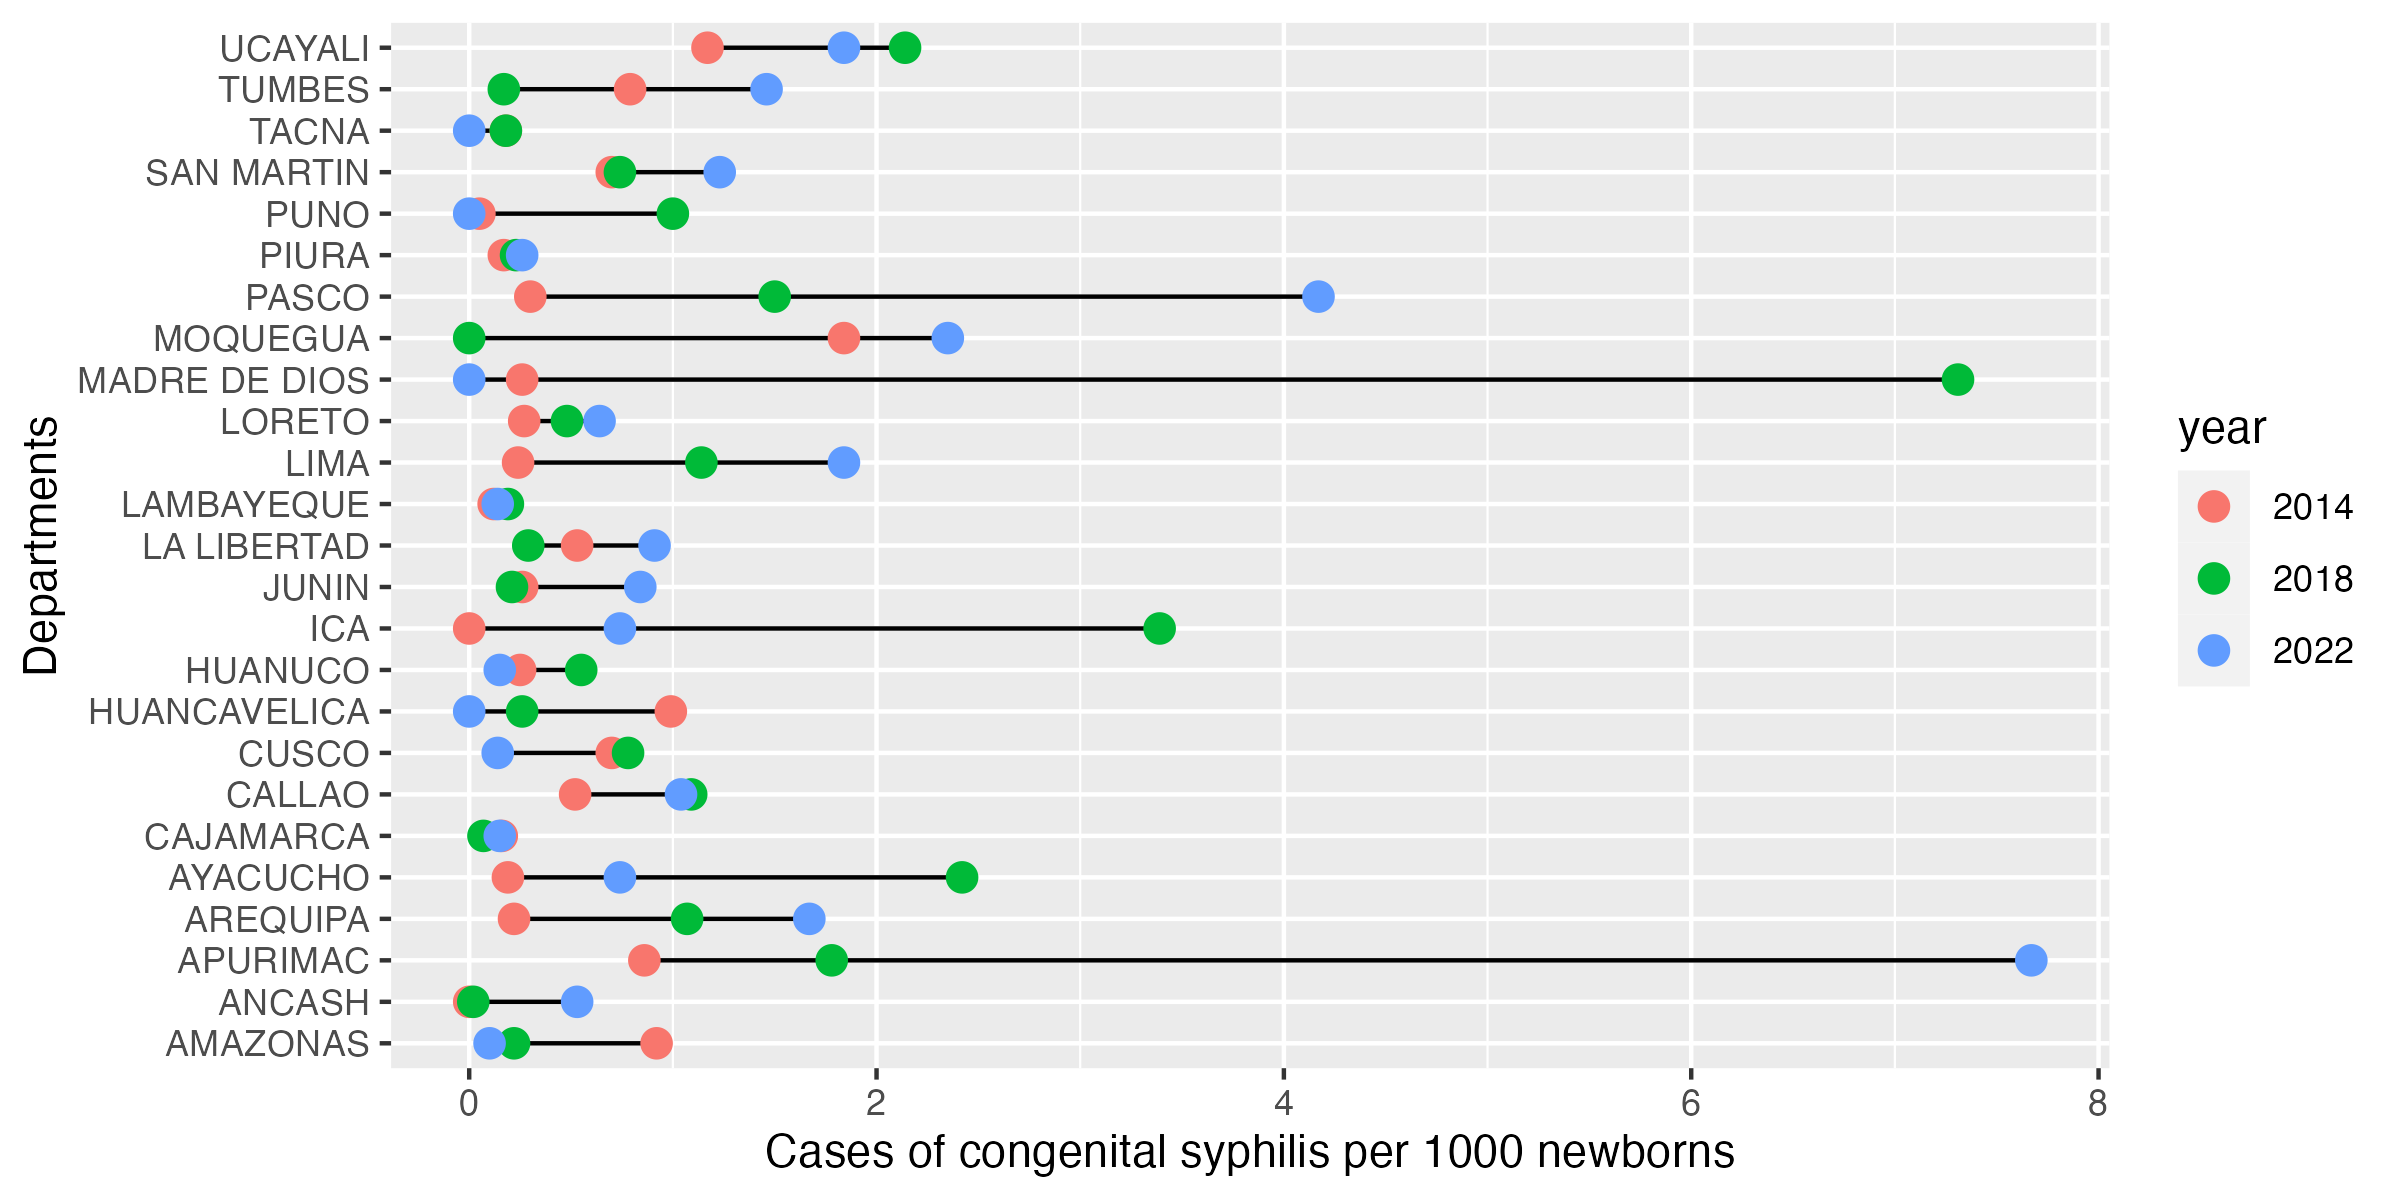 UCAYALI
TUMBES
TACNA
SAN MARTIN
PUNO
PIURA
PASCO
MOQUEGUA
MADRE DE DIOS
LORETO
LIMA
LAMBAYEQUE
LA LIBERTAD
JUNIN
ICA
HUANUCO
HUANCAVELICA
CUSCO
CALLAO
CAJAMARCA
AYACUCHO
AREQUIPA
APURIMAC
ANCASH
AMAZONAS
Departments
0 2 4 6 8
Cases of congenital syphilis per 1000 newborns
year
2014
2018
2022